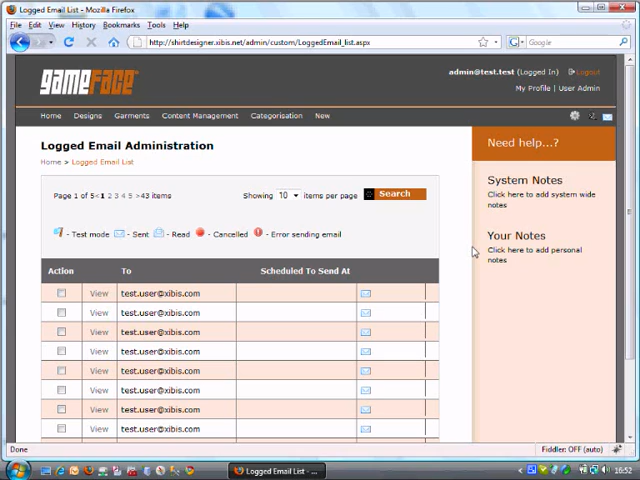 Logged Email List - Mozilla Firefox
File Edit View History Bookmarks Tools Help
http://shirtdesigner.xibis.net/admin/custom/LoggedEmail_list.aspx
Google
gameface
admin@test.test (Logged In) Logout
My Profile | User Admin
Home Designs Garments Content Management Categorisation New
Logged Email Administration
Home > Logged Email List
Page 1 of 5<1 2 3 4 5 >43 items
Showing 10 items per page
Search
- Test mode - Sent - Read - Cancelled - Error sending email
Action To Scheduled To Send At
View test.user@xibis.com
View test.user@xibis.com
View test.user@xibis.com
View test.user@xibis.com
View test.user@xibis.com
View test.user@xibis.com
View test.user@xibis.com
View test.user@xibis.com
Need help...?
System Notes
Click here to add system wide
notes
Your Notes
Click here to add personal
notes
Done
Fiddler: OFF (auto)
Logged Email List - ...
16:52